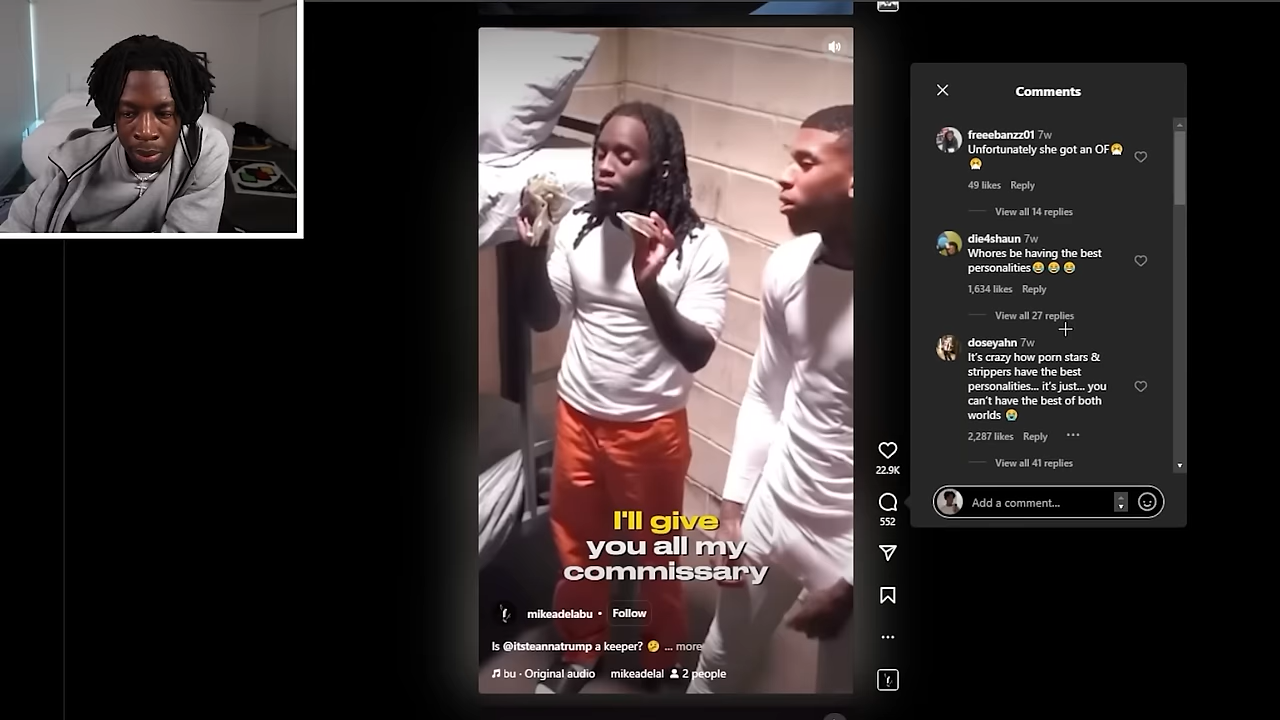 I'll give
you all my
commissary
mikeadelabu • Follow
Is @itsteannatrump a keeper? 🤔 ... more
bu · Original audio mikeadelal 2 people
22.9K
552
Comments
freeebanzz01 7w
Unfortunately she got an OF😷
😷
49 likes Reply
View all 14 replies
die4shaun 7w
Whores be having the best
personalities😂😂😂
1,634 likes Reply
View all 27 replies
doseyahn 7w
It's crazy how porn stars &
strippers have the best
personalities... it's just... you
can't have the best of both
worlds 😭
2,287 likes Reply
View all 41 replies
Add a comment...